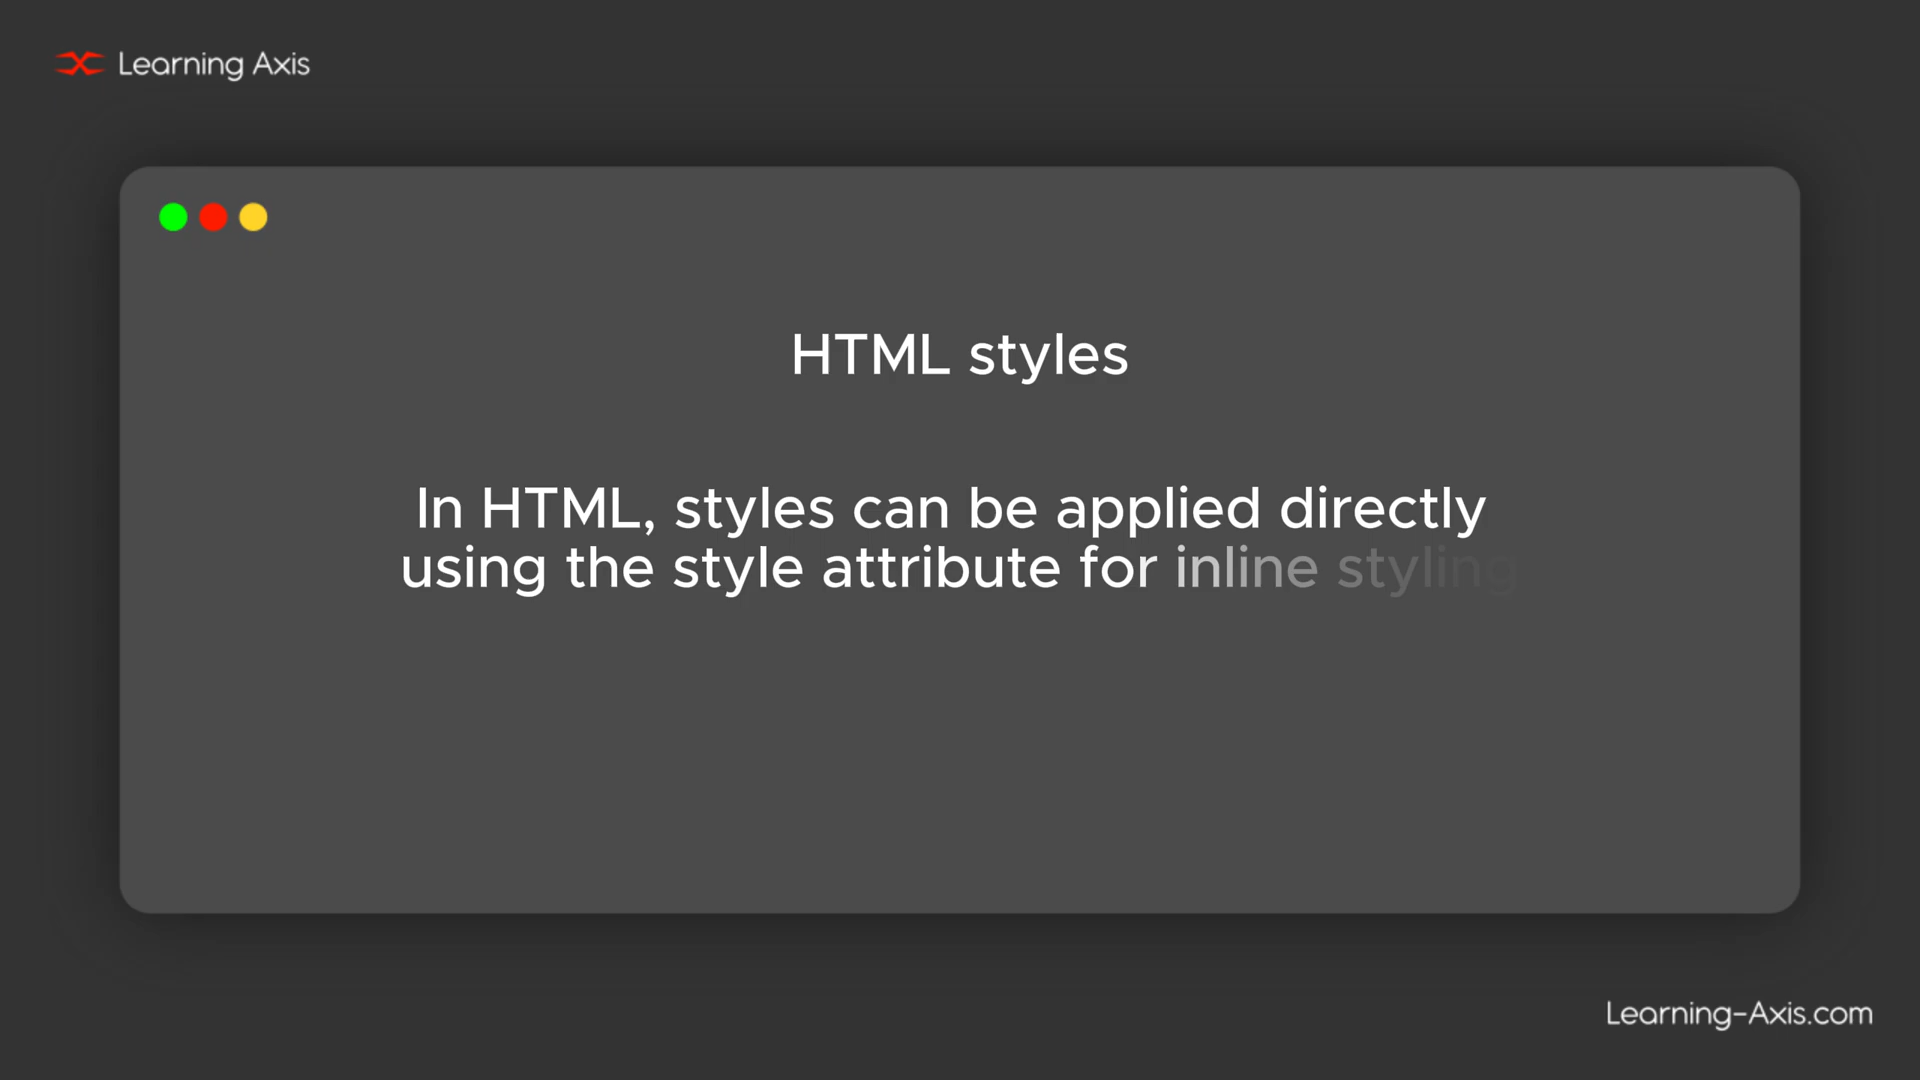 Learning Axis
HTML styles
In HTML, styles can be applied directly
using the style attribute for inline styling
Learning-Axis.com